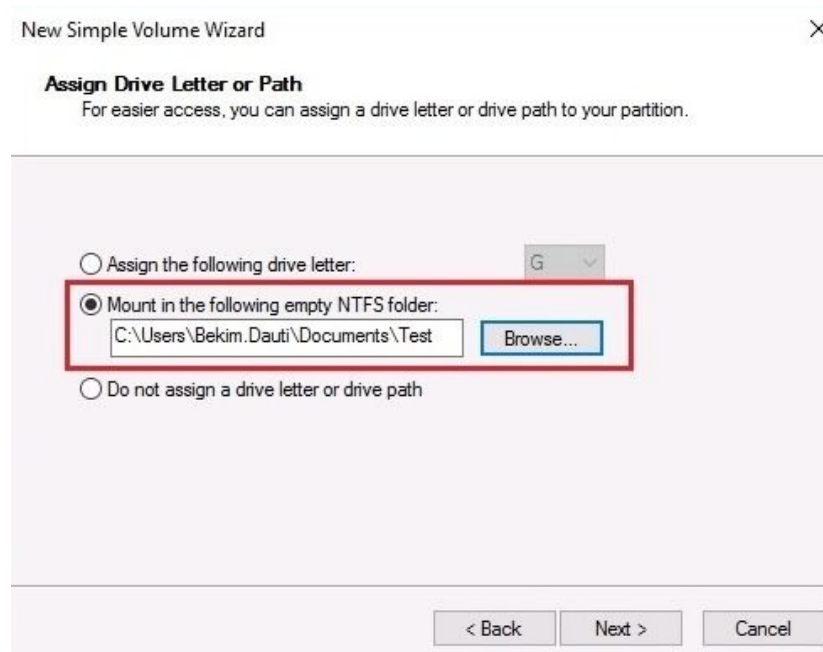 New Simple Volume Wizard
Assign Drive Letter or Path
For easier access, you can assign a drive letter or drive path to your partition.
Assign the following drive letter: G
Mount in the following empty NTFS folder:
C:\Users\Bekim.Dauti\Documents\Test Browse...
Do not assign a drive letter or drive path
< Back Next > Cancel